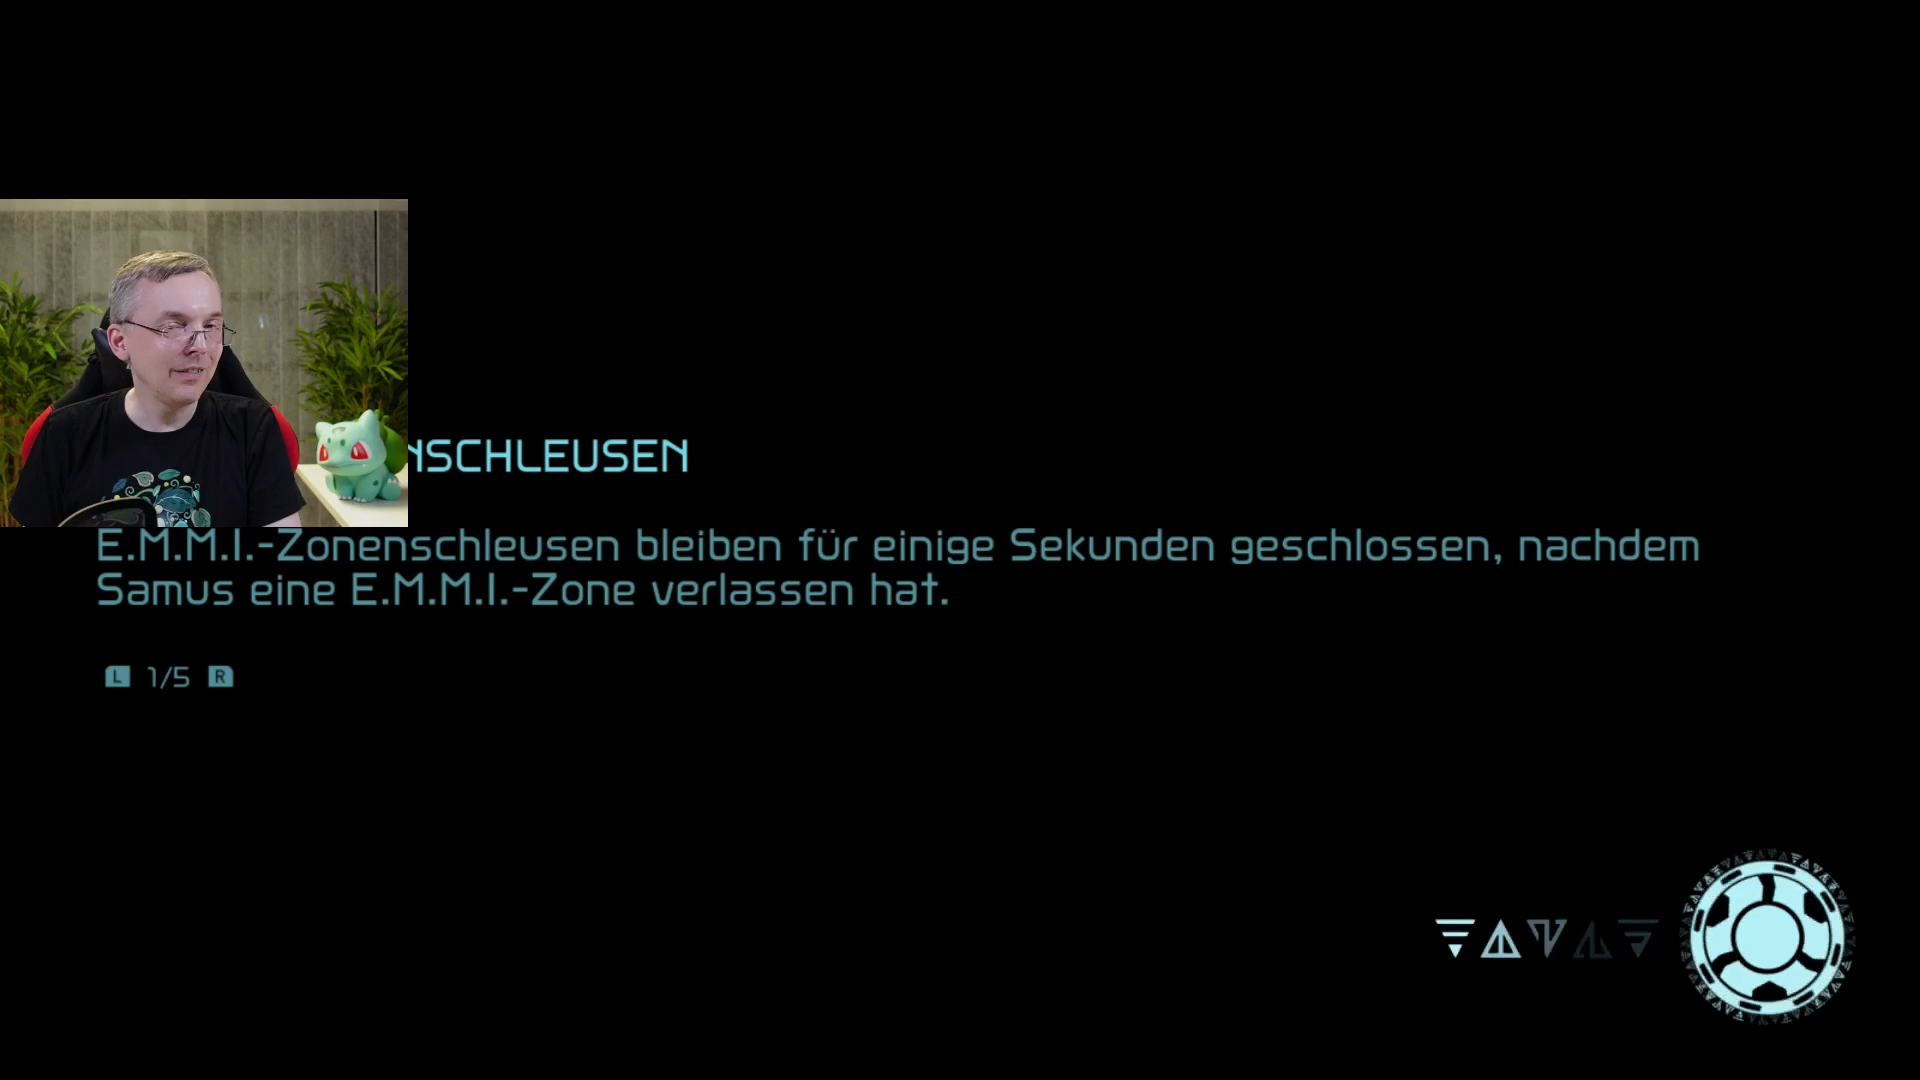 NSCHLEUSEN
E.M.M.I.-Zonenschleusen bleiben für einige Sekunden geschlossen, nachdem
Samus eine E.M.M.I.-Zone verlassen hat.
L 1/5 R